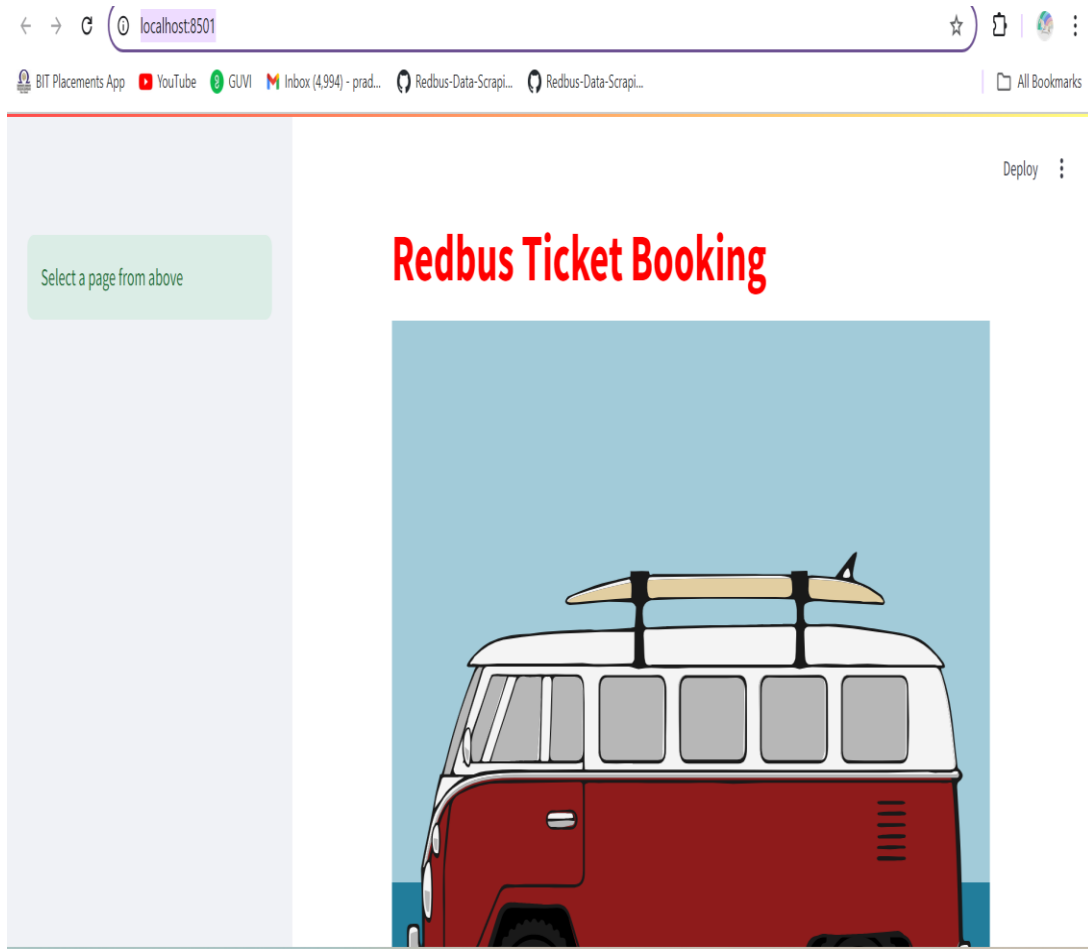 localhost:8501
BIT Placements App YouTube GUVI Inbox (4,994) - prad... Redbus-Data-Scrapi... Redbus-Data-Scrapi... All Bookmarks
Deploy
Redbus Ticket Booking
Select a page from above